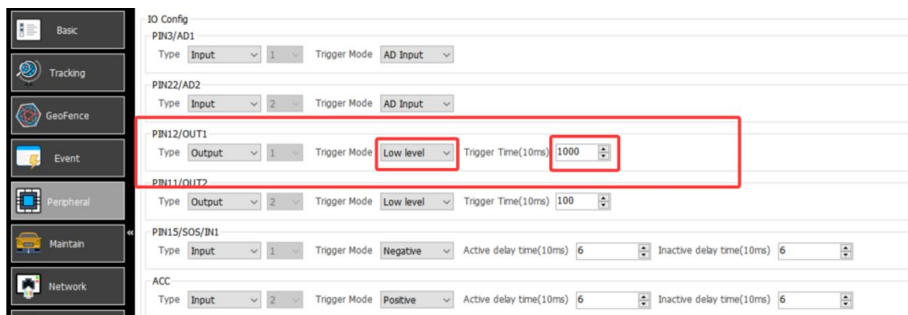 Basic
Tracking
GeoFence
Event
Peripheral
Maintain
Network
«
IO Config
PIN3/AD1
Type Input 1 Trigger Mode AD Input
PIN22/AD2
Type Input 2 Trigger Mode AD Input
PIN12/OUT1
Type Output 1 Trigger Mode Low level Trigger Time(10ms) 1000
PIN11/OUT2
Type Output 2 Trigger Mode Low level Trigger Time(10ms) 100
PIN15/SOS/IN1
Type Input 1 Trigger Mode Negative Active delay time(10ms) 6 Inactive delay time(10ms) 6
ACC
Type Input 2 Trigger Mode Positive Active delay time(10ms) 6 Inactive delay time(10ms) 6